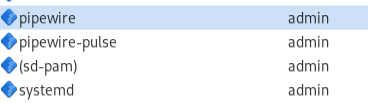 pipewire admin
pipewire-pulse admin
(sd-pam) admin
systemd admin